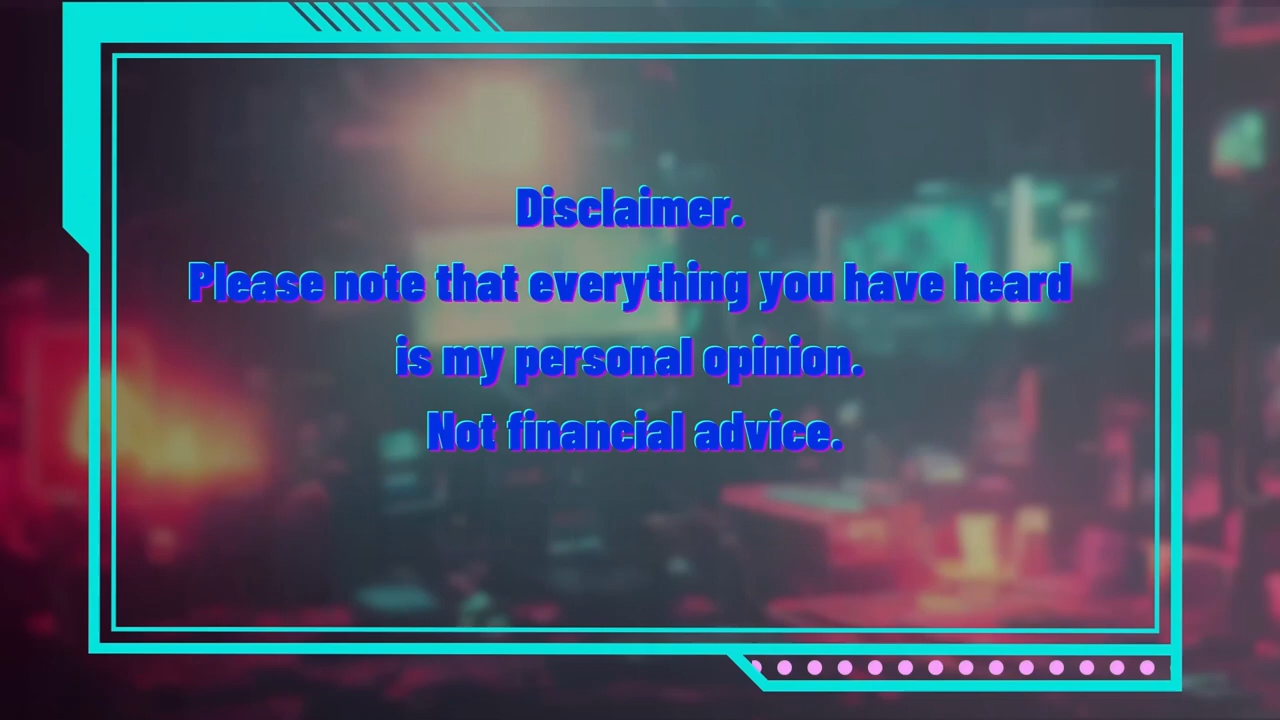 Disclaimer.
Please note that everything you have heard
is my personal opinion.
Not financial advice.